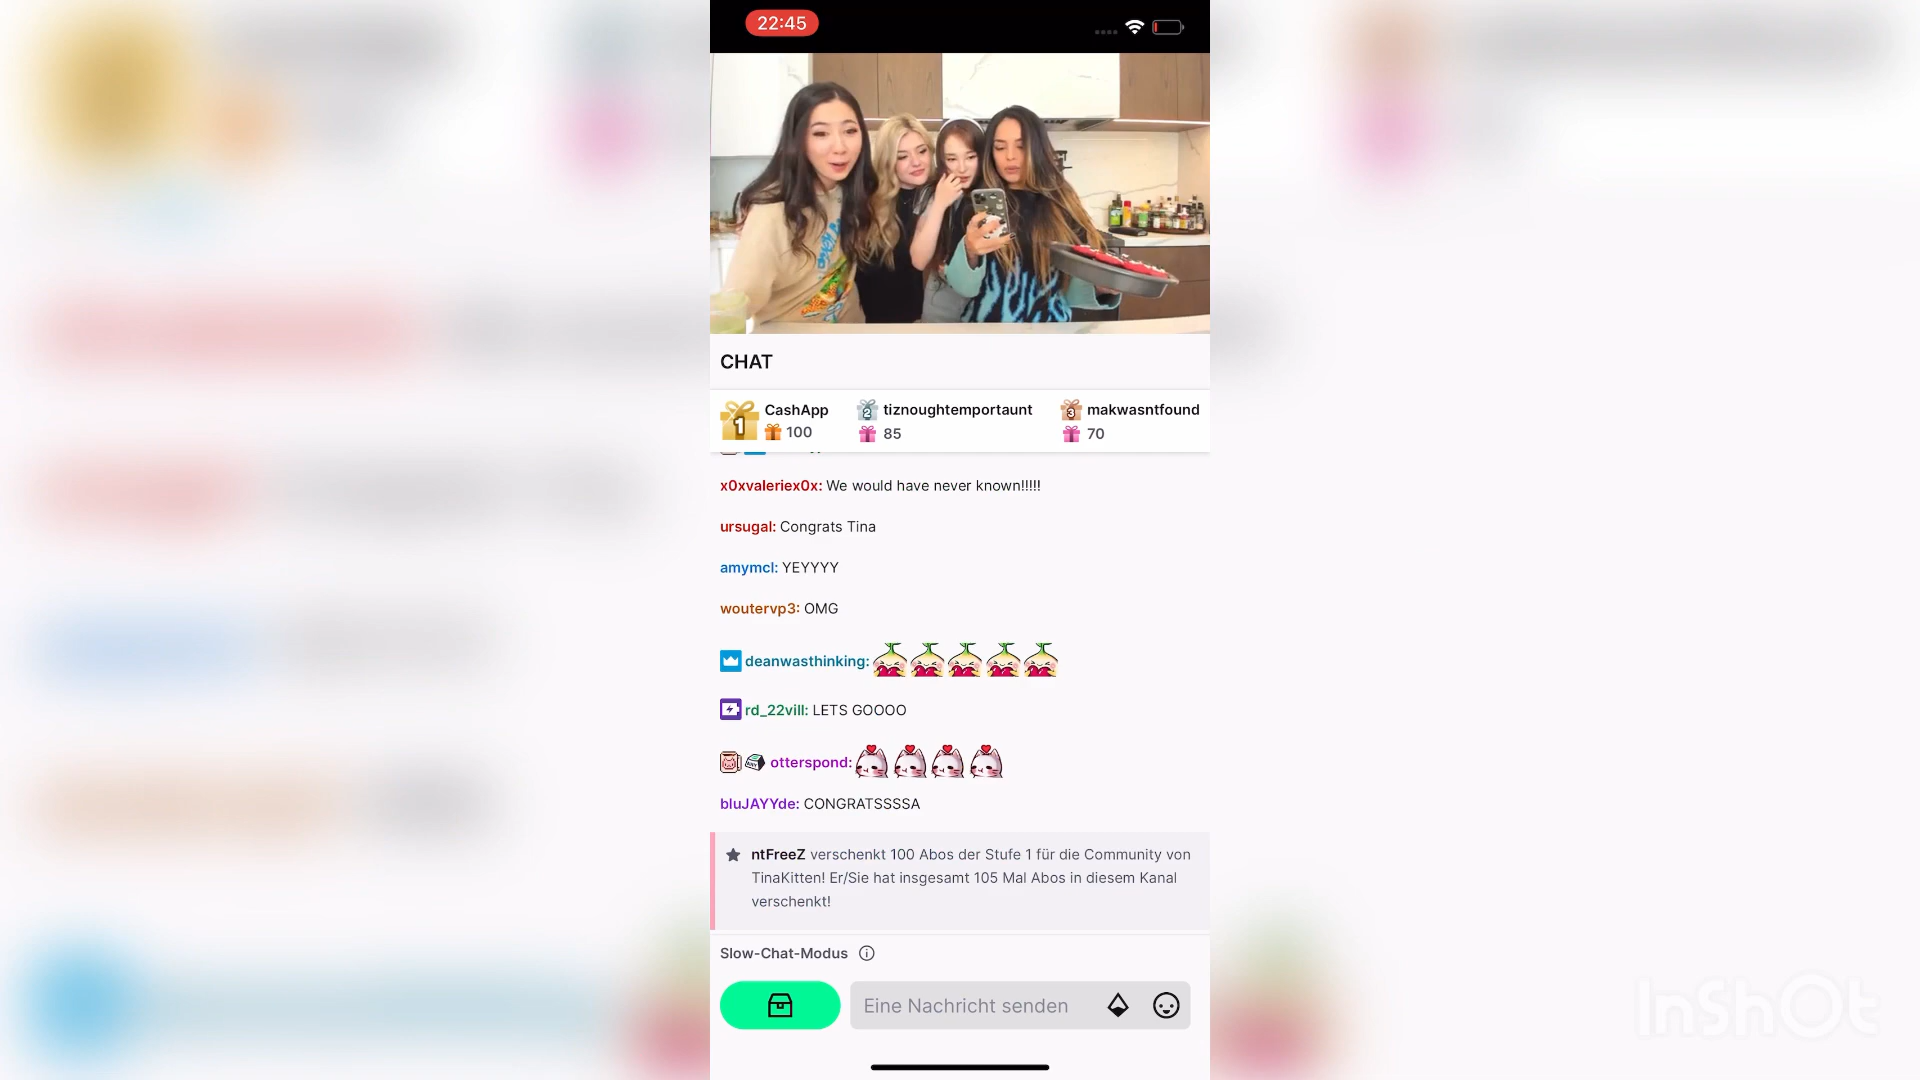 22:45
CHAT
1 CashApp 2 tiznoughtemportaunt 3 makwasntfound
100 85 70
x0xvaleriex0x: We would have never known!!!!!
ursugal: Congrats Tina
amymcl: YEYYYY
woutervp3: OMG
deanwasthinking:
rd_22vill: LETS GOOOO
otterspond:
bluJAYYde: CONGRATSSSSA
ntFreeZ verschenkt 100 Abos der Stufe 1 für die Community von
TinaKitten! Er/Sie hat insgesamt 105 Mal Abos in diesem Kanal
verschenkt!
Slow-Chat-Modus
Eine Nachricht senden
InShOt